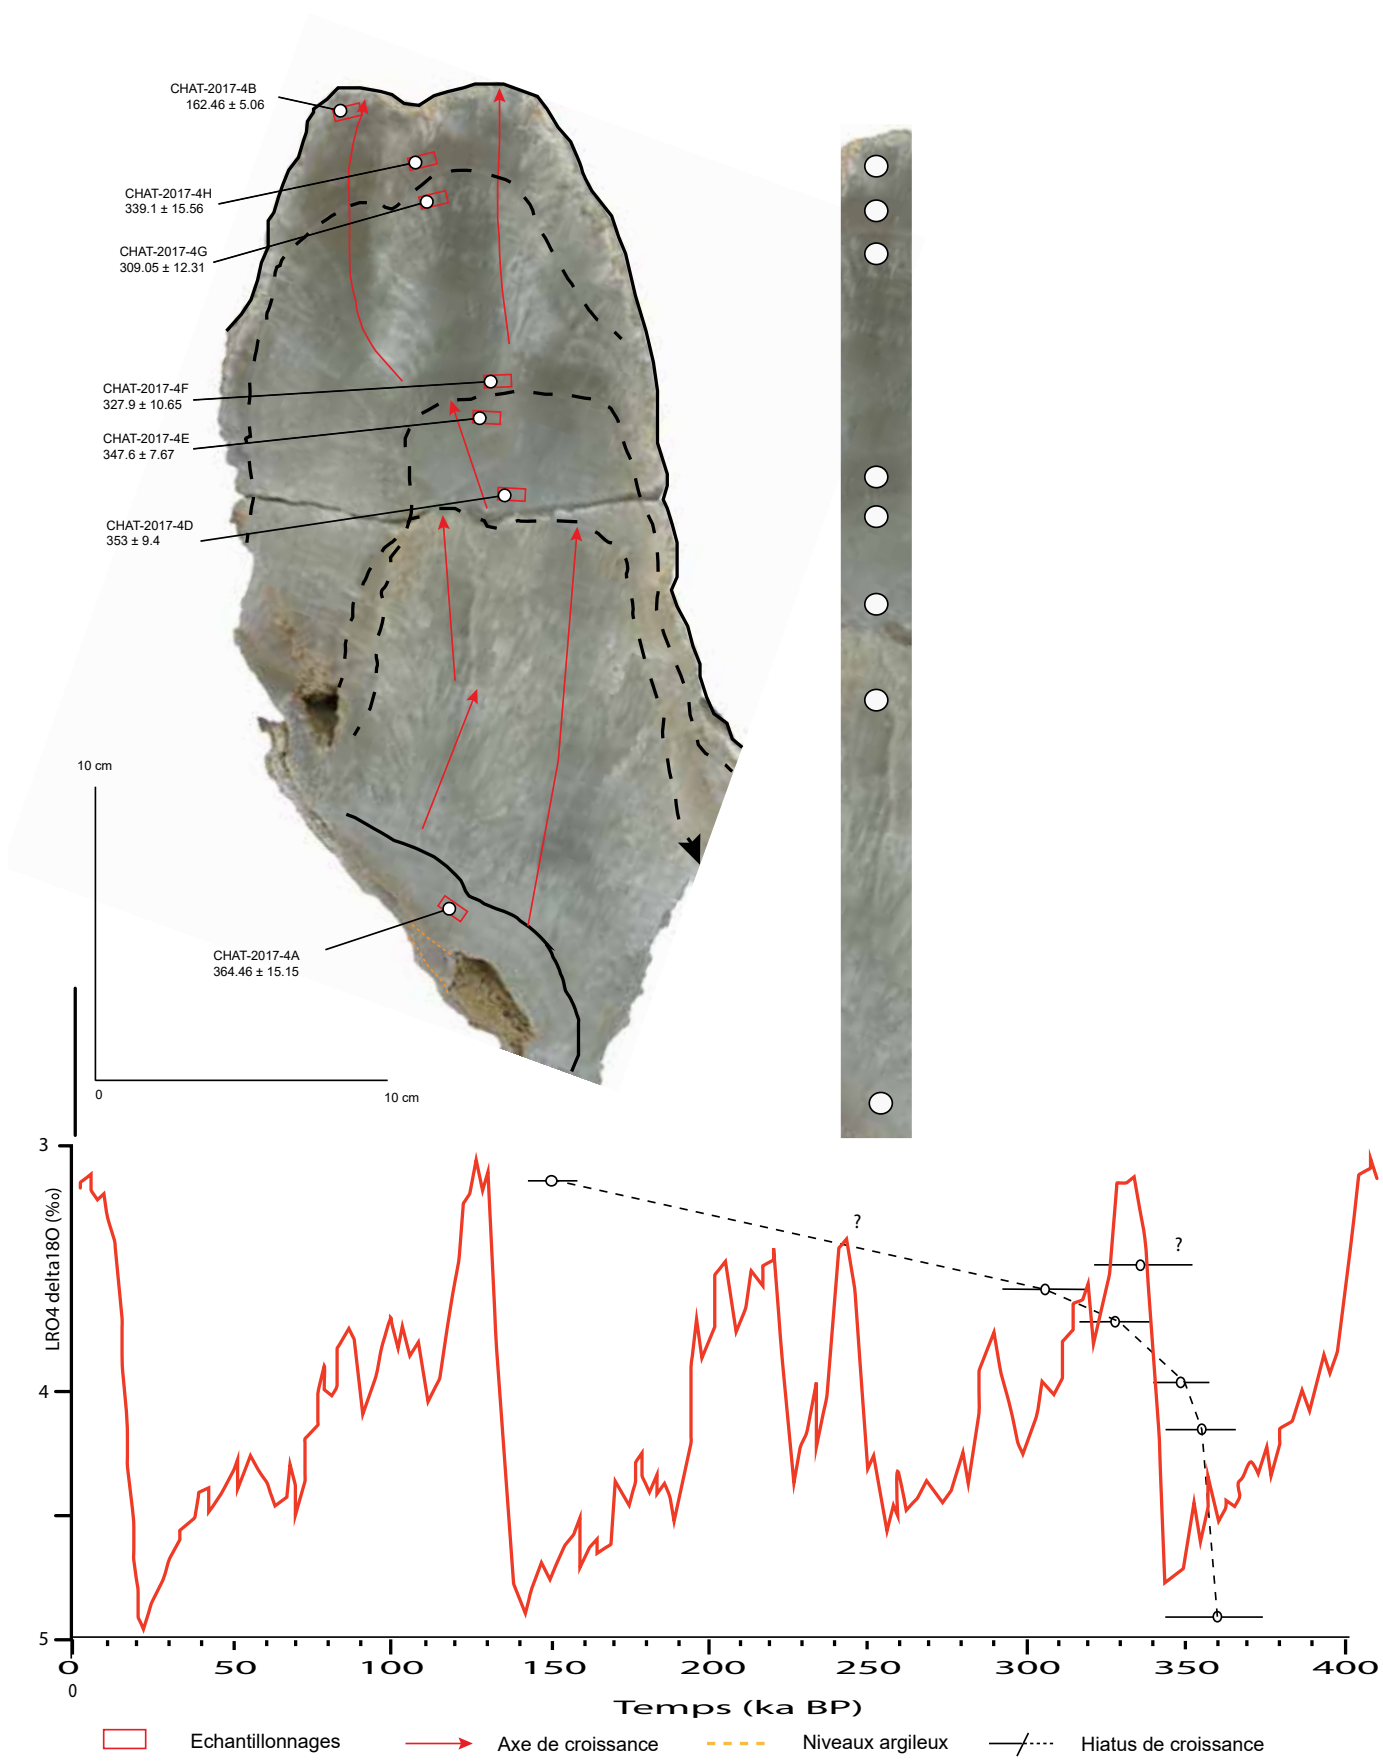 CHAT-2017-4B
162.46 ± 5.06
CHAT-2017-4H
339.1 ± 15.56
CHAT-2017-4G
309.05 ± 12.31
CHAT-2017-4F
327.9 ± 10.65
CHAT-2017-4E
347.6 ± 7.67
CHAT-2017-4D
353 ± 9.4
10 cm
CHAT-2017-4A
364.46 ± 15.15
0
10 cm
3
?
?
LRO4 delta18O (‰)
4
5
0 50 100 150 200 250 300 350 400
0
Temps (ka BP)
Echantillonnages
Axe de croissance
Niveaux argileux
Hiatus de croissance